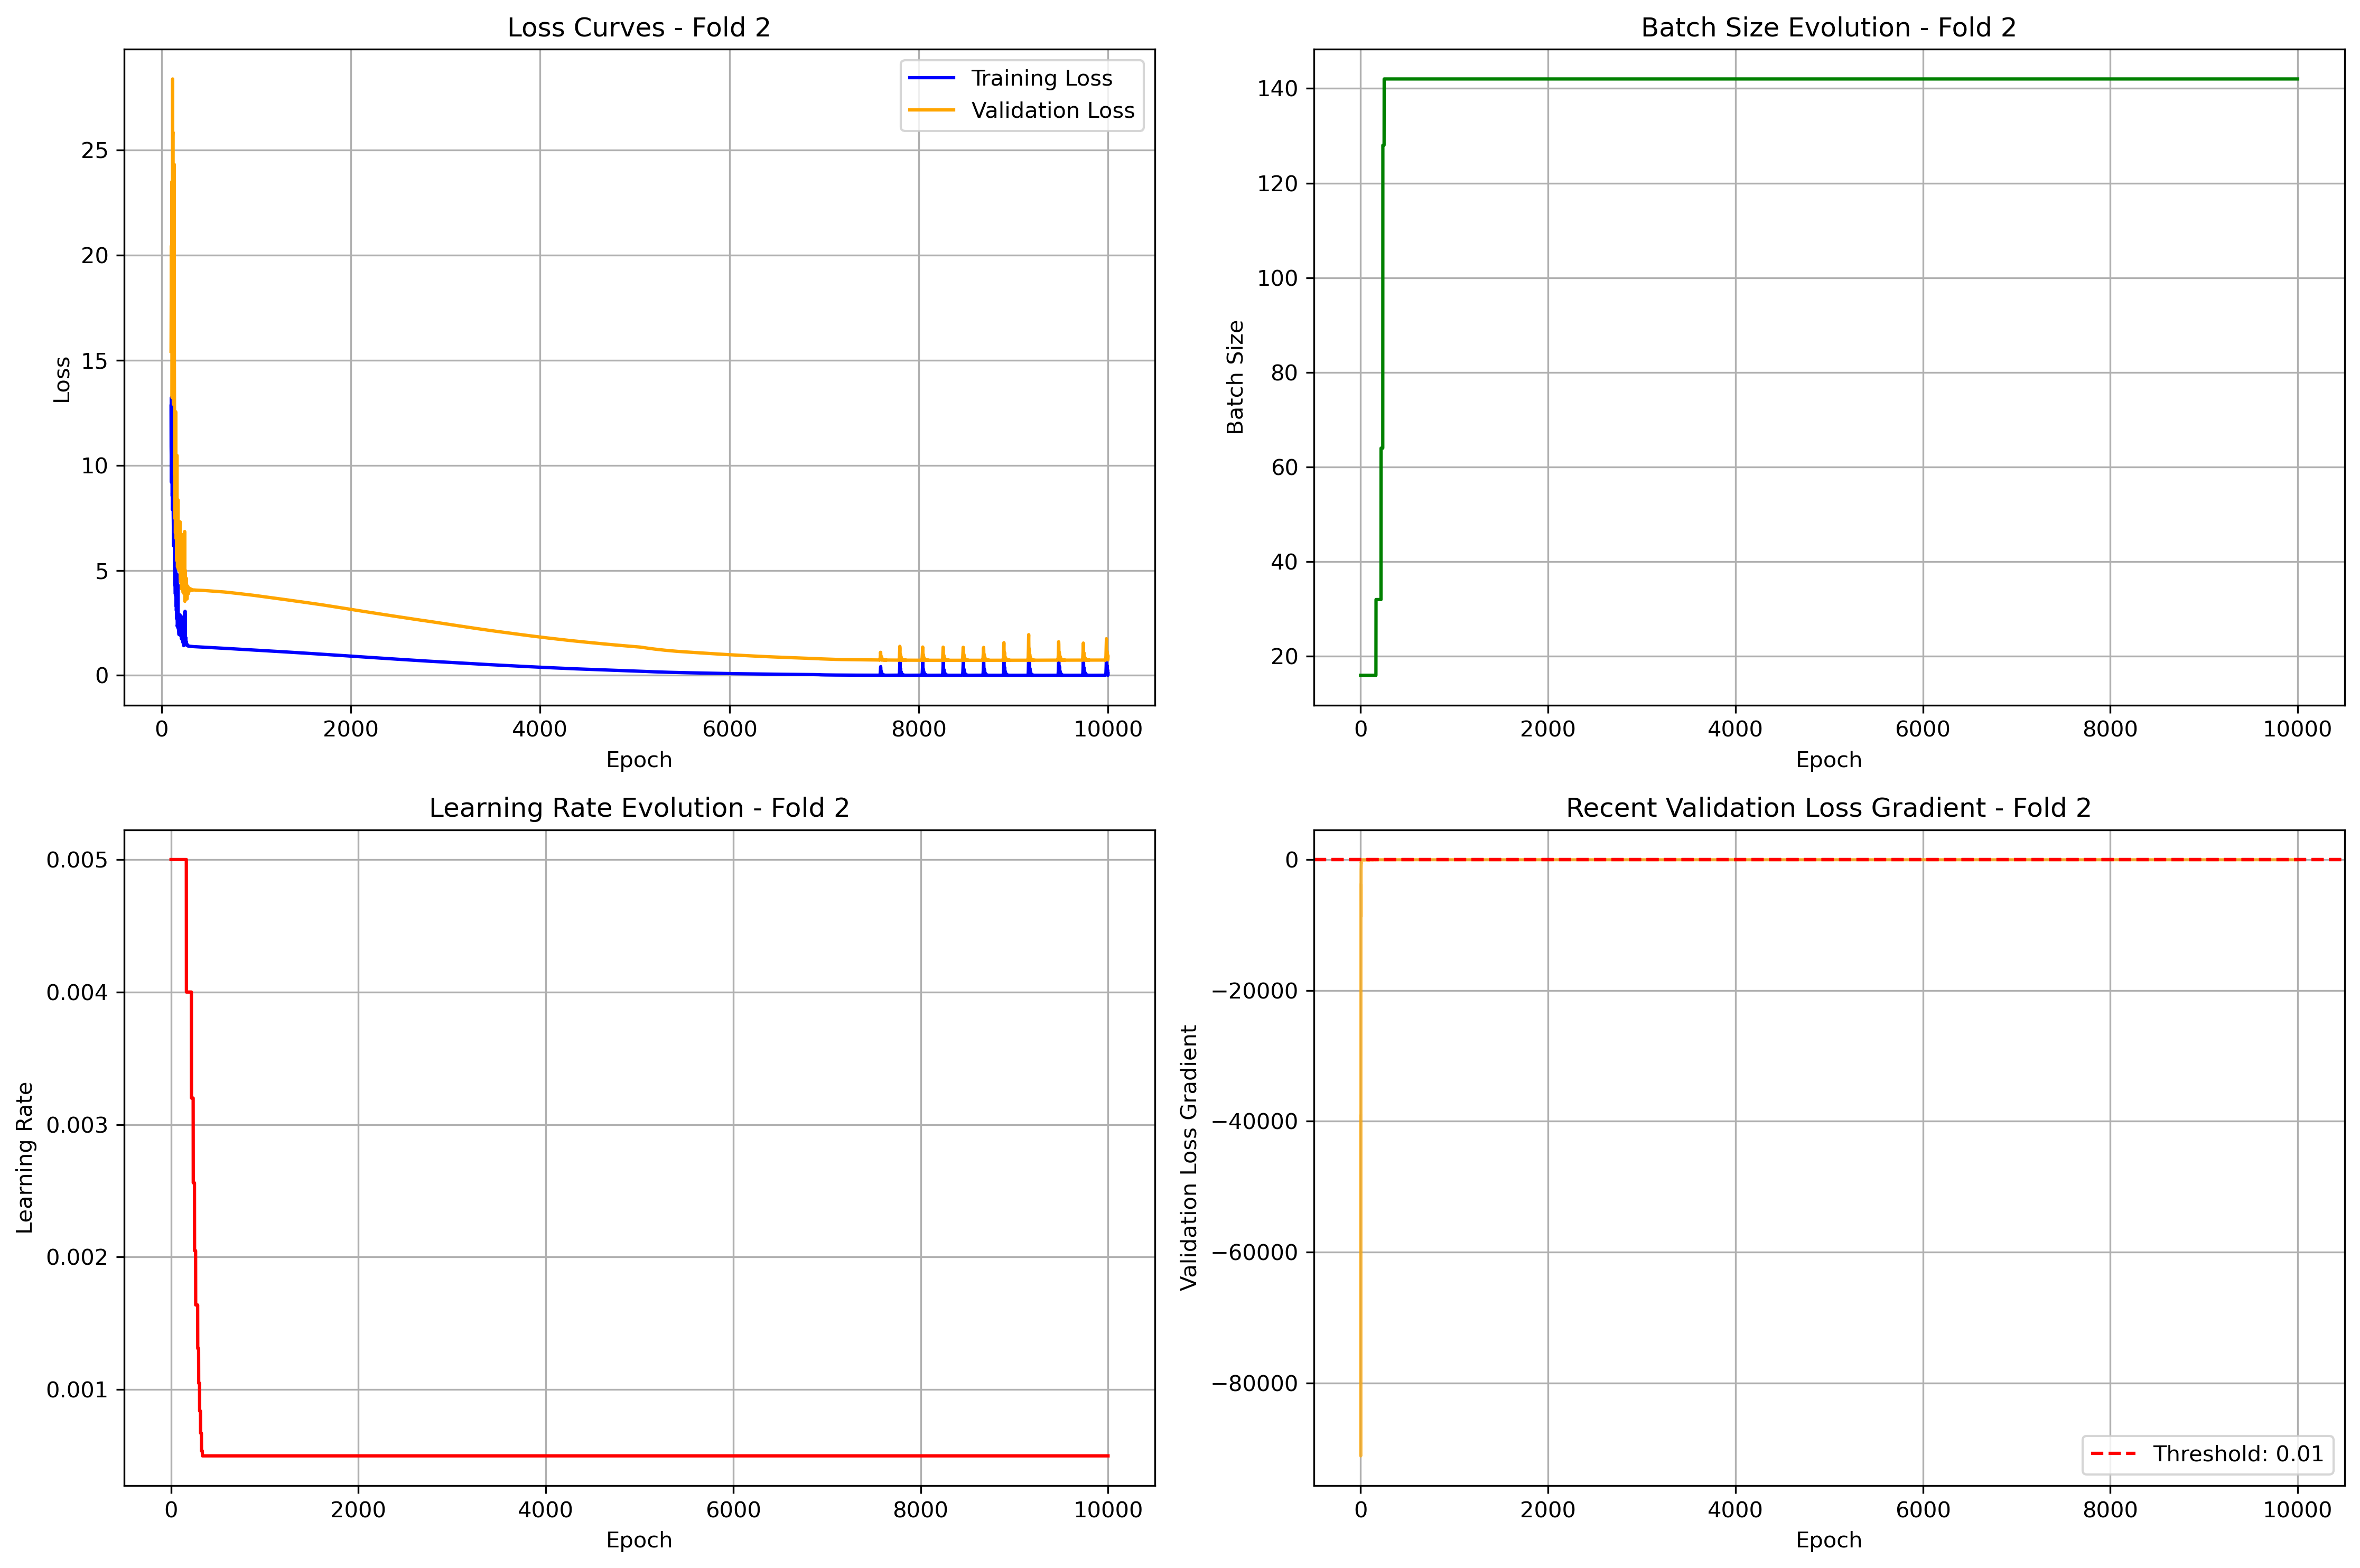 Loss Curves - Fold 2
Training Loss
Validation Loss
25
20
15
10
5
0
Loss
0 2000 4000 6000 8000 10000
Epoch
Batch Size Evolution - Fold 2
140
120
100
80
60
40
20
Batch Size
0 2000 4000 6000 8000 10000
Epoch
Learning Rate Evolution - Fold 2
0.005
0.004
0.003
0.002
0.001
Learning Rate
0 2000 4000 6000 8000 10000
Epoch
Recent Validation Loss Gradient - Fold 2
0
−20000
−40000
−60000
−80000
Validation Loss Gradient
Threshold: 0.01
0 2000 4000 6000 8000 10000
Epoch